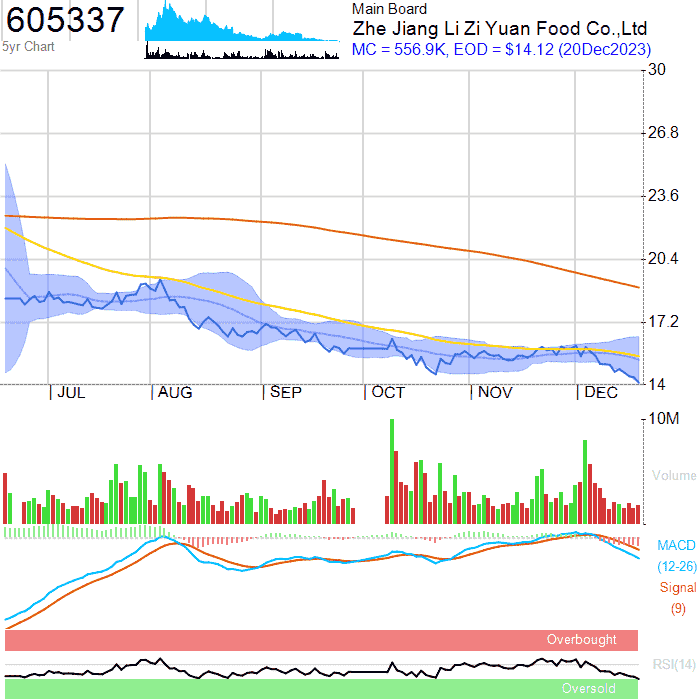 605337
5yr Chart
Main Board
Zhe Jiang Li Zi Yuan Food Co.,Ltd
MC = 556.9K, EOD = $14.12 (20Dec2023)
30
26.8
23.6
20.4
17.2
14
JUL
AUG
SEP
OCT
NOV
DEC
10M
Volume
MACD
(12-26)
Signal
(9)
Overbought
RSI(14)
Oversold